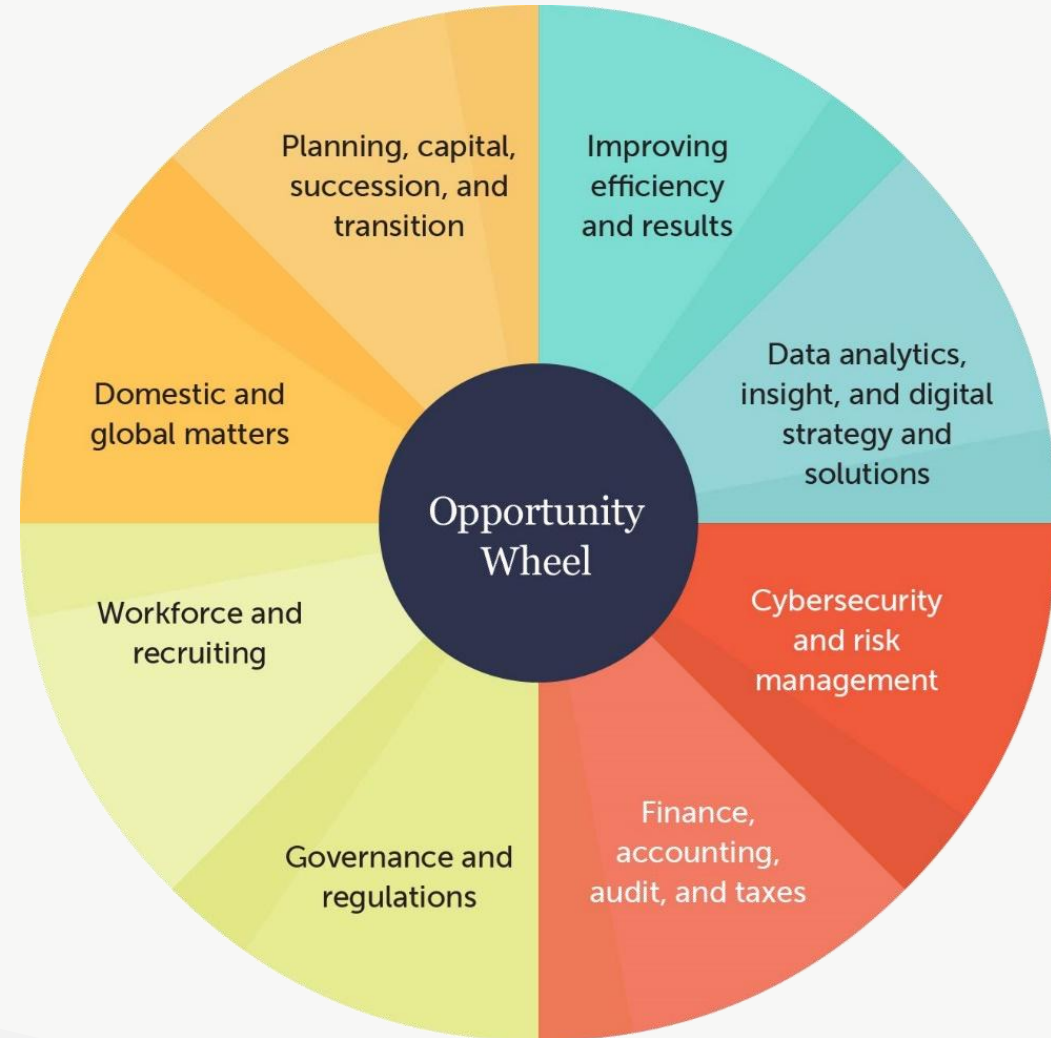 Planning, capital,
succession, and
transition
Improving
efficiency
and results
Data analytics,
insight, and digital
strategy and
solutions
Domestic and
global matters
Opportunity
Wheel
Cybersecurity
and risk
management
Workforce and
recruiting
Finance,
accounting,
audit, and taxes
Governance and
regulations